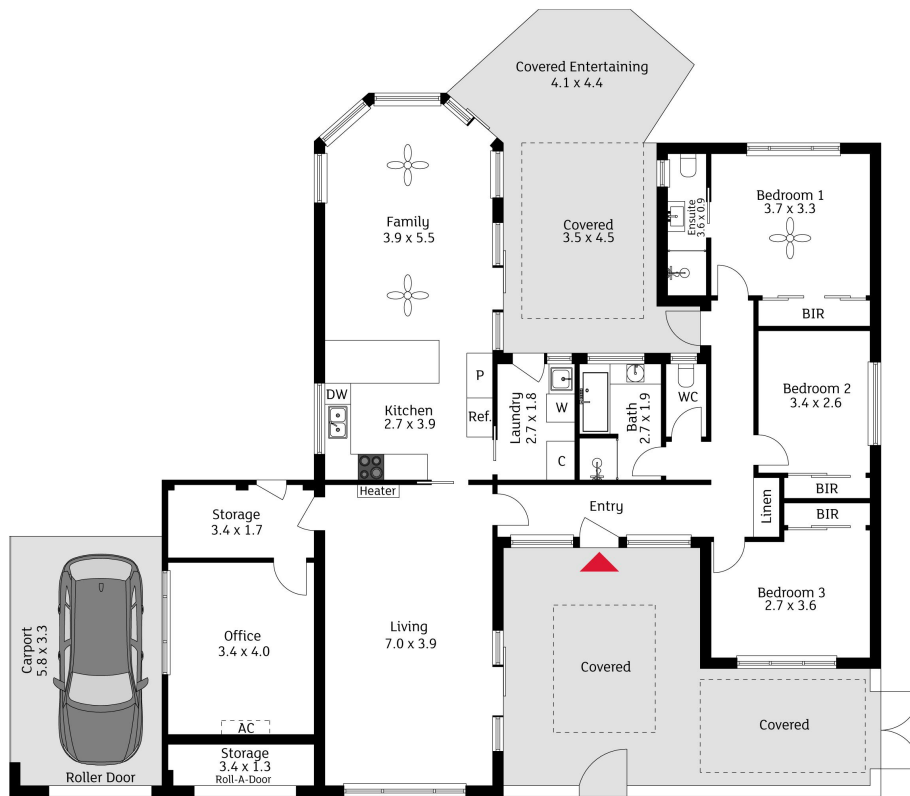 Covered Entertaining
4.1 x 4.4
Family
3.9 x 5.5
Covered
3.5 x 4.5
Ensuite
3.6 x 0.9
Bedroom 1
3.7 x 3.3
BIR
DW
Kitchen
2.7 x 3.9
P
Ref.
Laundry
2.7 x 1.8
W
C
Bath
2.7 x 1.9
WC
Bedroom 2
3.4 x 2.6
BIR
Heater
Storage
3.4 x 1.7
Entry
Linen
BIR
Bedroom 3
2.7 x 3.6
Carport
5.8 x 3.3
Office
3.4 x 4.0
Living
7.0 x 3.9
Covered
AC
Covered
Storage
3.4 x 1.3
Roll-A-Door
Roller Door